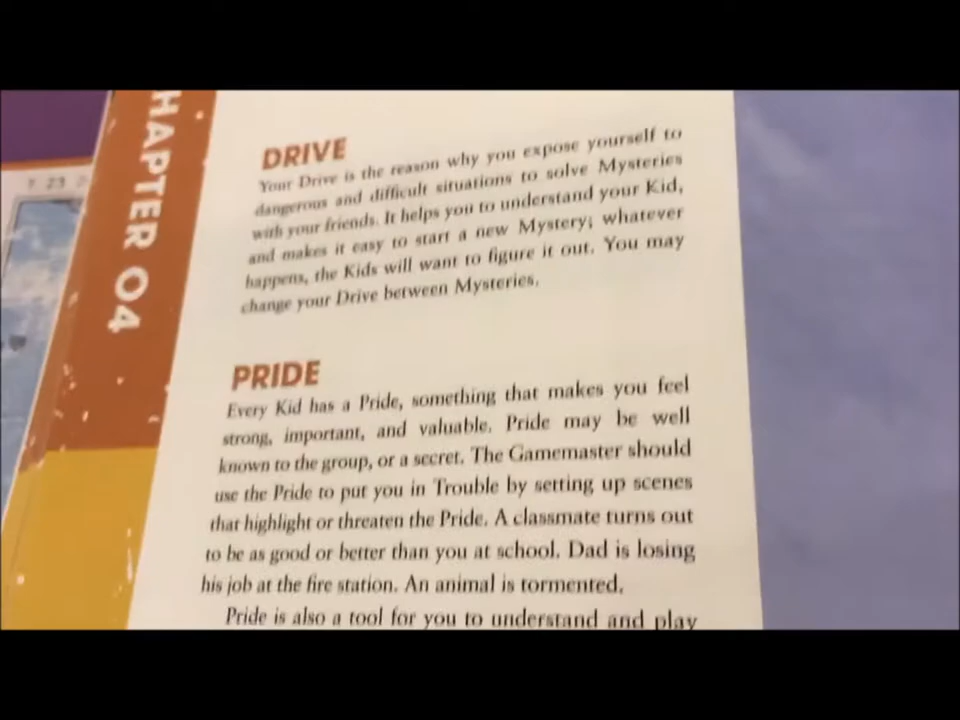 HAPTER 04
7 23
DRIVE
Your Drive is the reason why you expose yourself to
dangerous and difficult situations to solve Mysteries
with your friends. It helps you to understand your Kid,
and makes it easy to start a new Mystery; whatever
happens, the Kids will want to figure it out. You may
change your Drive between Mysteries.
PRIDE
Every Kid has a Pride, something that makes you feel
strong, important, and valuable. Pride may be well
known to the group, or a secret. The Gamemaster should
use the Pride to put you in Trouble by setting up scenes
that highlight or threaten the Pride. A classmate turns out
to be as good or better than you at school. Dad is losing
his job at the fire station. An animal is tormented.
Pride is also a tool for you to understand and play